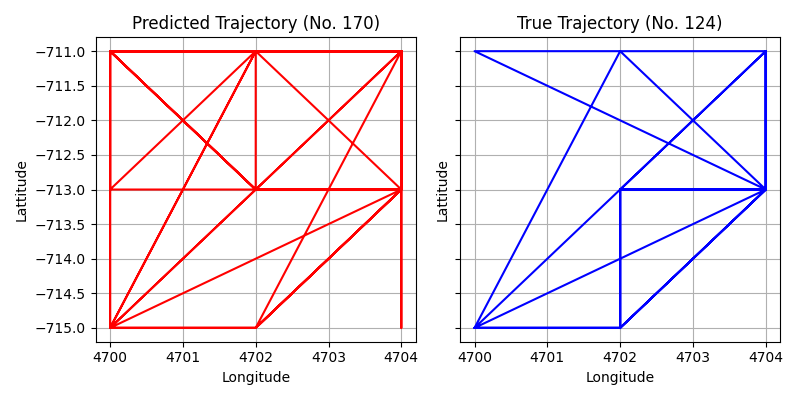 Predicted Trajectory (No. 170)
True Trajectory (No. 124)
−711.0
−711.5
−712.0
−712.5
−713.0
−713.5
−714.0
−714.5
−715.0
Lattitude
Lattitude
4700 4701 4702 4703 4704
4700 4701 4702 4703 4704
Longitude
Longitude